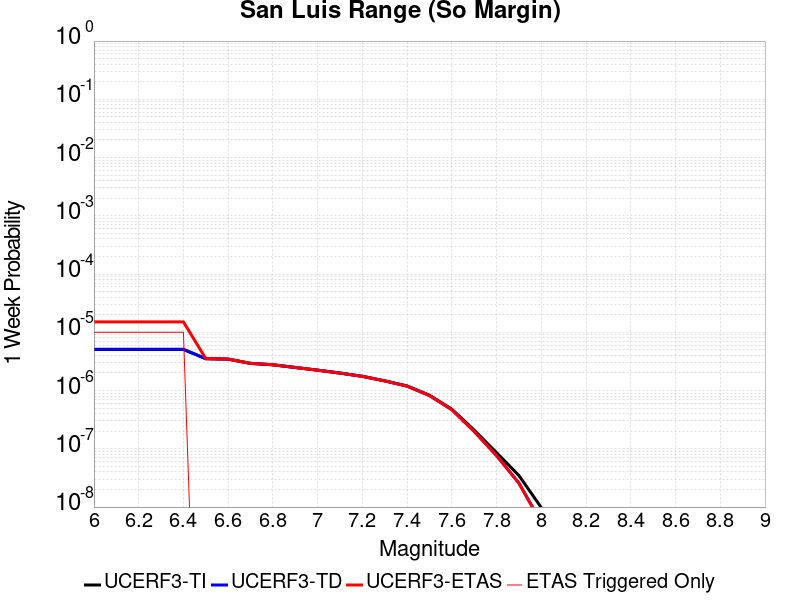 San Luis Range (So Margin)
10^0
10^-1
10^-2
10^-3
10^-4
10^-5
10^-6
10^-7
10^-8
1 Week Probability
6 6.2 6.4 6.6 6.8 7 7.2 7.4 7.6 7.8 8 8.2 8.4 8.6 8.8 9
Magnitude
UCERF3-TI UCERF3-TD UCERF3-ETAS ETAS Triggered Only